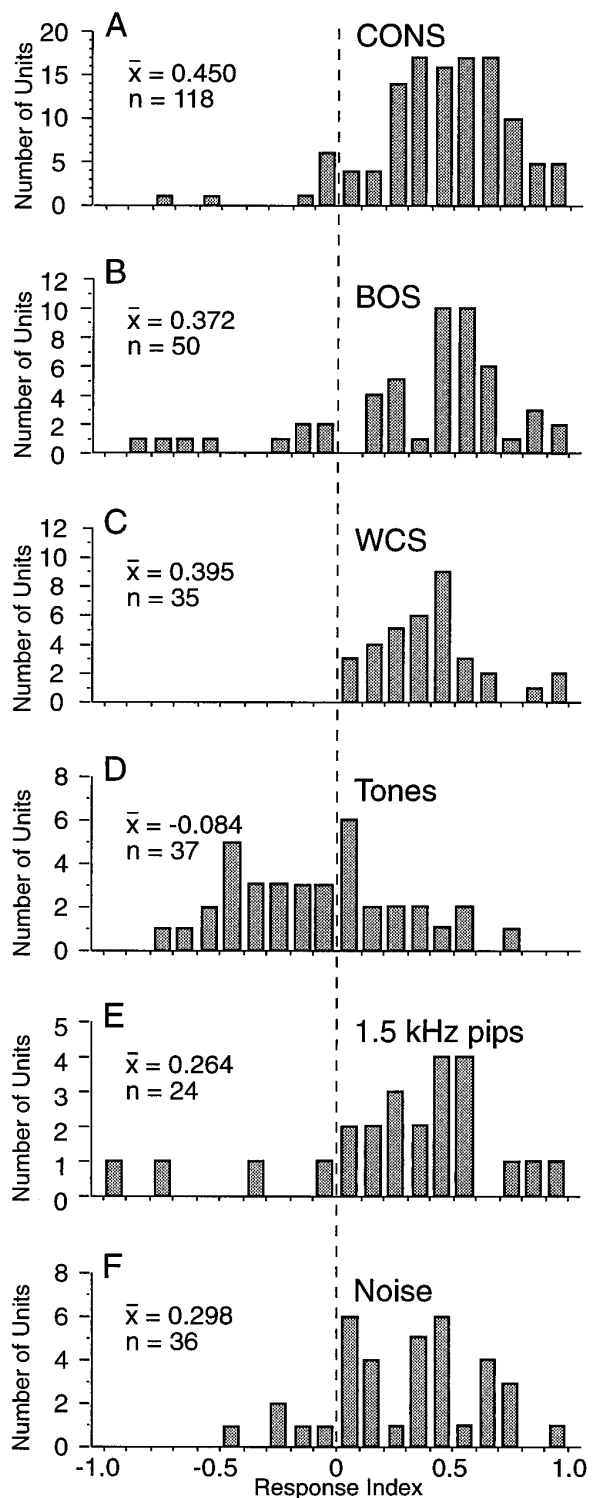 A
CONS
x̄ = 0.450
n = 118
Number of Units
20
15
10
5
0
B
BOS
x̄ = 0.372
n = 50
Number of Units
12
10
8
6
4
2
0
C
WCS
x̄ = 0.395
n = 35
Number of Units
12
10
8
6
4
2
0
D
Tones
x̄ = -0.084
n = 37
Number of Units
8
6
4
2
0
E
1.5 kHz pips
x̄ = 0.264
n = 24
Number of Units
5
4
3
2
1
0
F
Noise
x̄ = 0.298
n = 36
Number of Units
8
6
4
2
0
-1.0 -0.5 0 0.5 1.0
Response Index